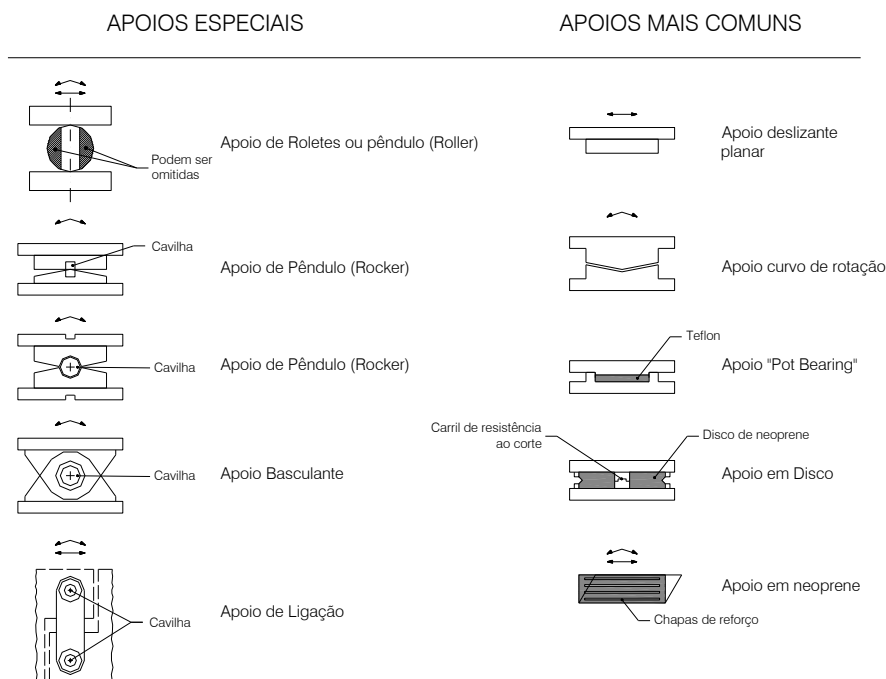 APOIOS ESPECIAIS
Podem ser
omitidas
Apoio de Roletes ou pêndulo (Roller)
Cavilha
Apoio de Pêndulo (Rocker)
Cavilha
Apoio de Pêndulo (Rocker)
Cavilha
Apoio Basculante
Cavilha
Apoio de Ligação
APOIOS MAIS COMUNS
Apoio deslizante
planar
Apoio curvo de rotação
Teflon
Apoio "Pot Bearing"
Carril de resistência
ao corte
Disco de neoprene
Apoio em Disco
Apoio em neoprene
Chapas de reforço